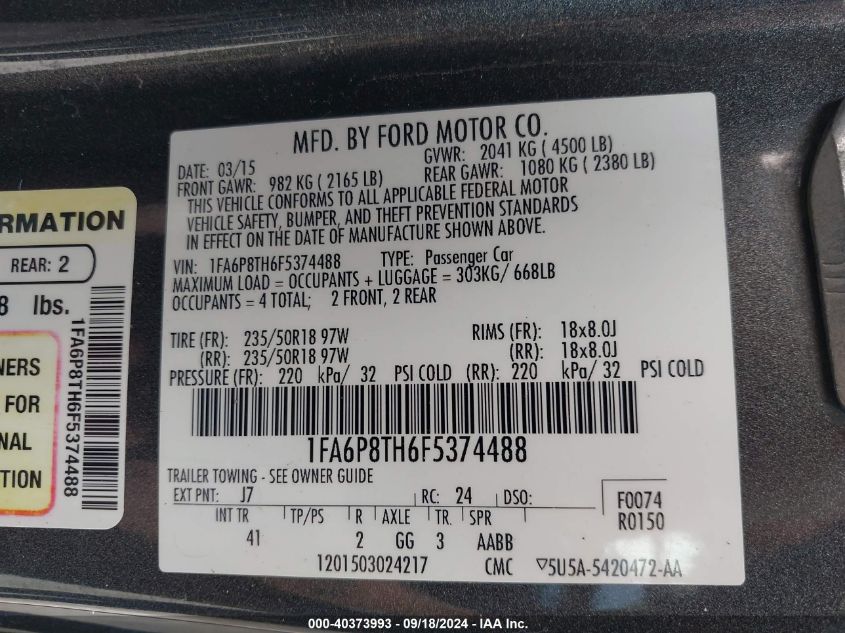 MFD. BY FORD MOTOR CO.
DATE: 03/15 GVWR: 2041 KG ( 4500 LB)
FRONT GAWR: 982 KG ( 2165 LB) REAR GAWR: 1080 KG ( 2380 LB)
THIS VEHICLE CONFORMS TO ALL APPLICABLE FEDERAL MOTOR
VEHICLE SAFETY, BUMPER, AND THEFT PREVENTION STANDARDS
IN EFFECT ON THE DATE OF MANUFACTURE SHOWN ABOVE.
VIN: 1FA6P8TH6F5374488 TYPE: Passenger Car
MAXIMUM LOAD = OCCUPANTS + LUGGAGE = 303KG/ 668LB
OCCUPANTS = 4 TOTAL; 2 FRONT, 2 REAR
TIRE (FR): 235/50R18 97W RIMS (FR): 18x8.0J
(RR): 235/50R18 97W (RR): 18x8.0J
PRESSURE (FR): 220 kPa/ 32 PSI COLD (RR): 220 kPa/ 32 PSI COLD
1FA6P8TH6F5374488
TRAILER TOWING - SEE OWNER GUIDE
EXT PNT: J7 RC: 24 DSO: F0074
R0150
INT TR TP/PS R AXLE TR SPR
41 2 GG 3 AABB
1201503024217 CMC ▽5U5A-5420472-AA
RMATION
REAR: 2
8 lbs.
1FA6P8TH6F5374488
NERS
FOR
NAL
TION
000-40373993 - 09/18/2024 - IAA Inc.